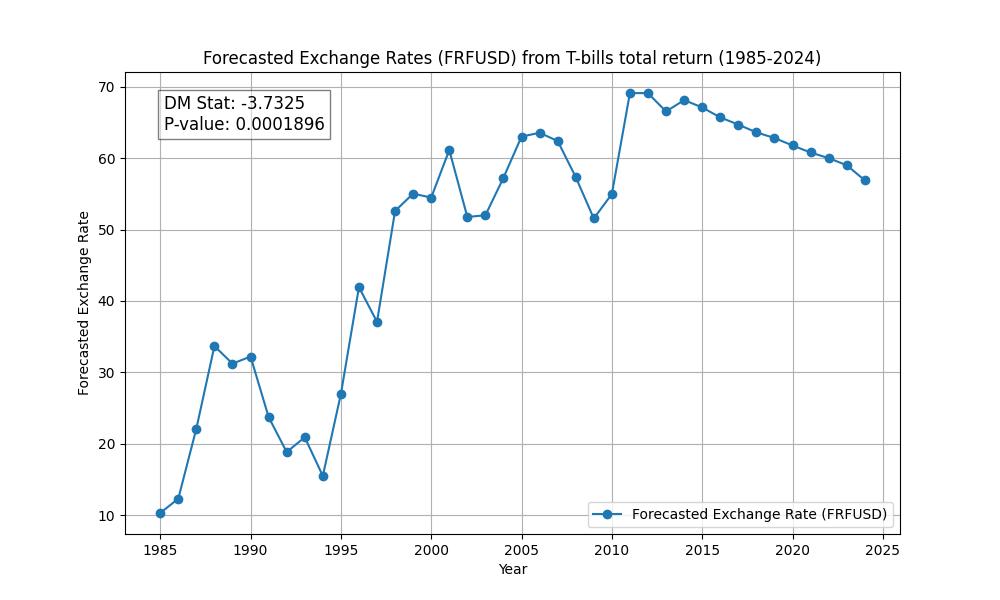 Forecasted Exchange Rates (FRFUSD) from T-bills total return (1985-2024)
DM Stat: -3.7325
P-value: 0.0001896
Forecasted Exchange Rate
70
60
50
40
30
20
10
Forecasted Exchange Rate (FRFUSD)
1985 1990 1995 2000 2005 2010 2015 2020 2025
Year